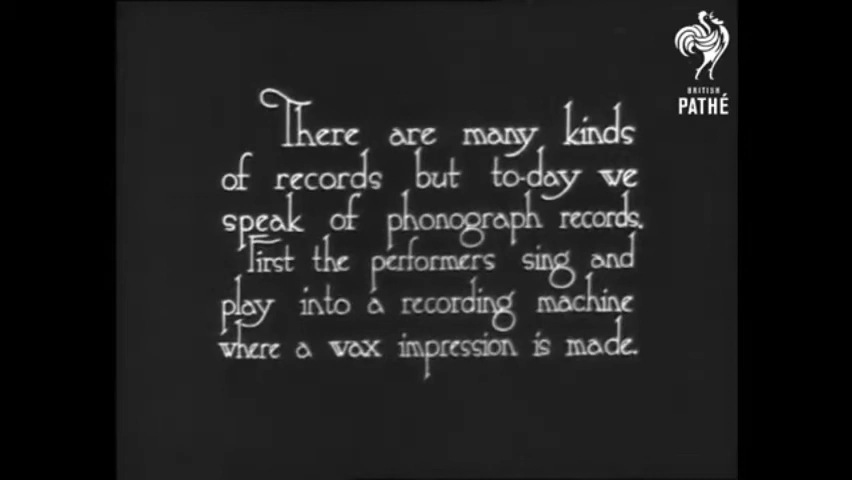 There are many kinds
of records but to-day we
speak of phonograph records.
First the performers sing and
play into a recording machine
where a wax impression is made.
BRITISH
PATHÉ